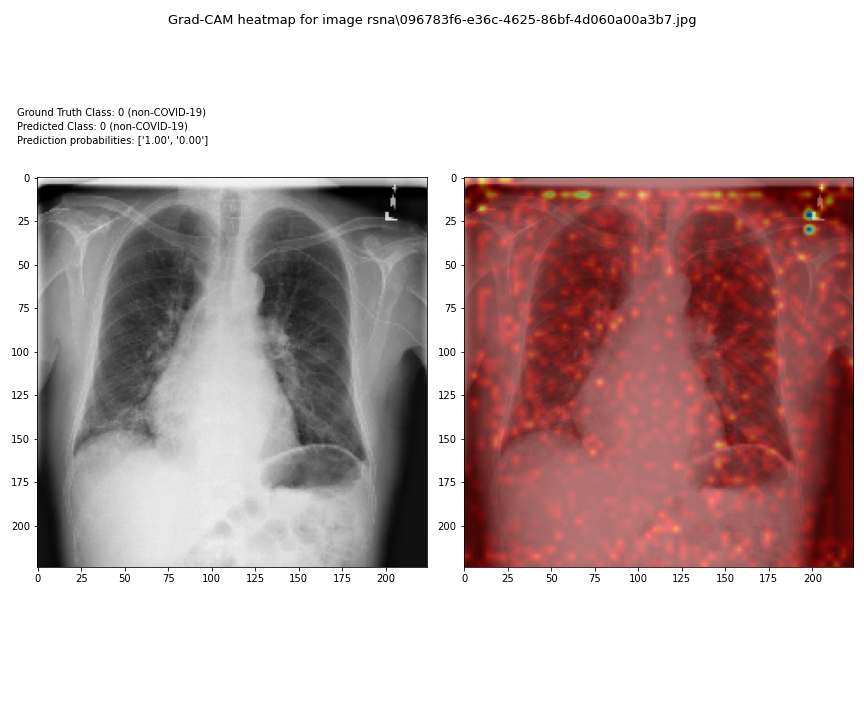 Grad-CAM heatmap for image rsna\096783f6-e36c-4625-86bf-4d060a00a3b7.jpg
Ground Truth Class: 0 (non-COVID-19)
Predicted Class: 0 (non-COVID-19)
Prediction probabilities: ['1.00', '0.00']
0
25
50
75
100
125
150
175
200
0 25 50 75 100 125 150 175 200
L
0
25
50
75
100
125
150
175
200
0 25 50 75 100 125 150 175 200
L